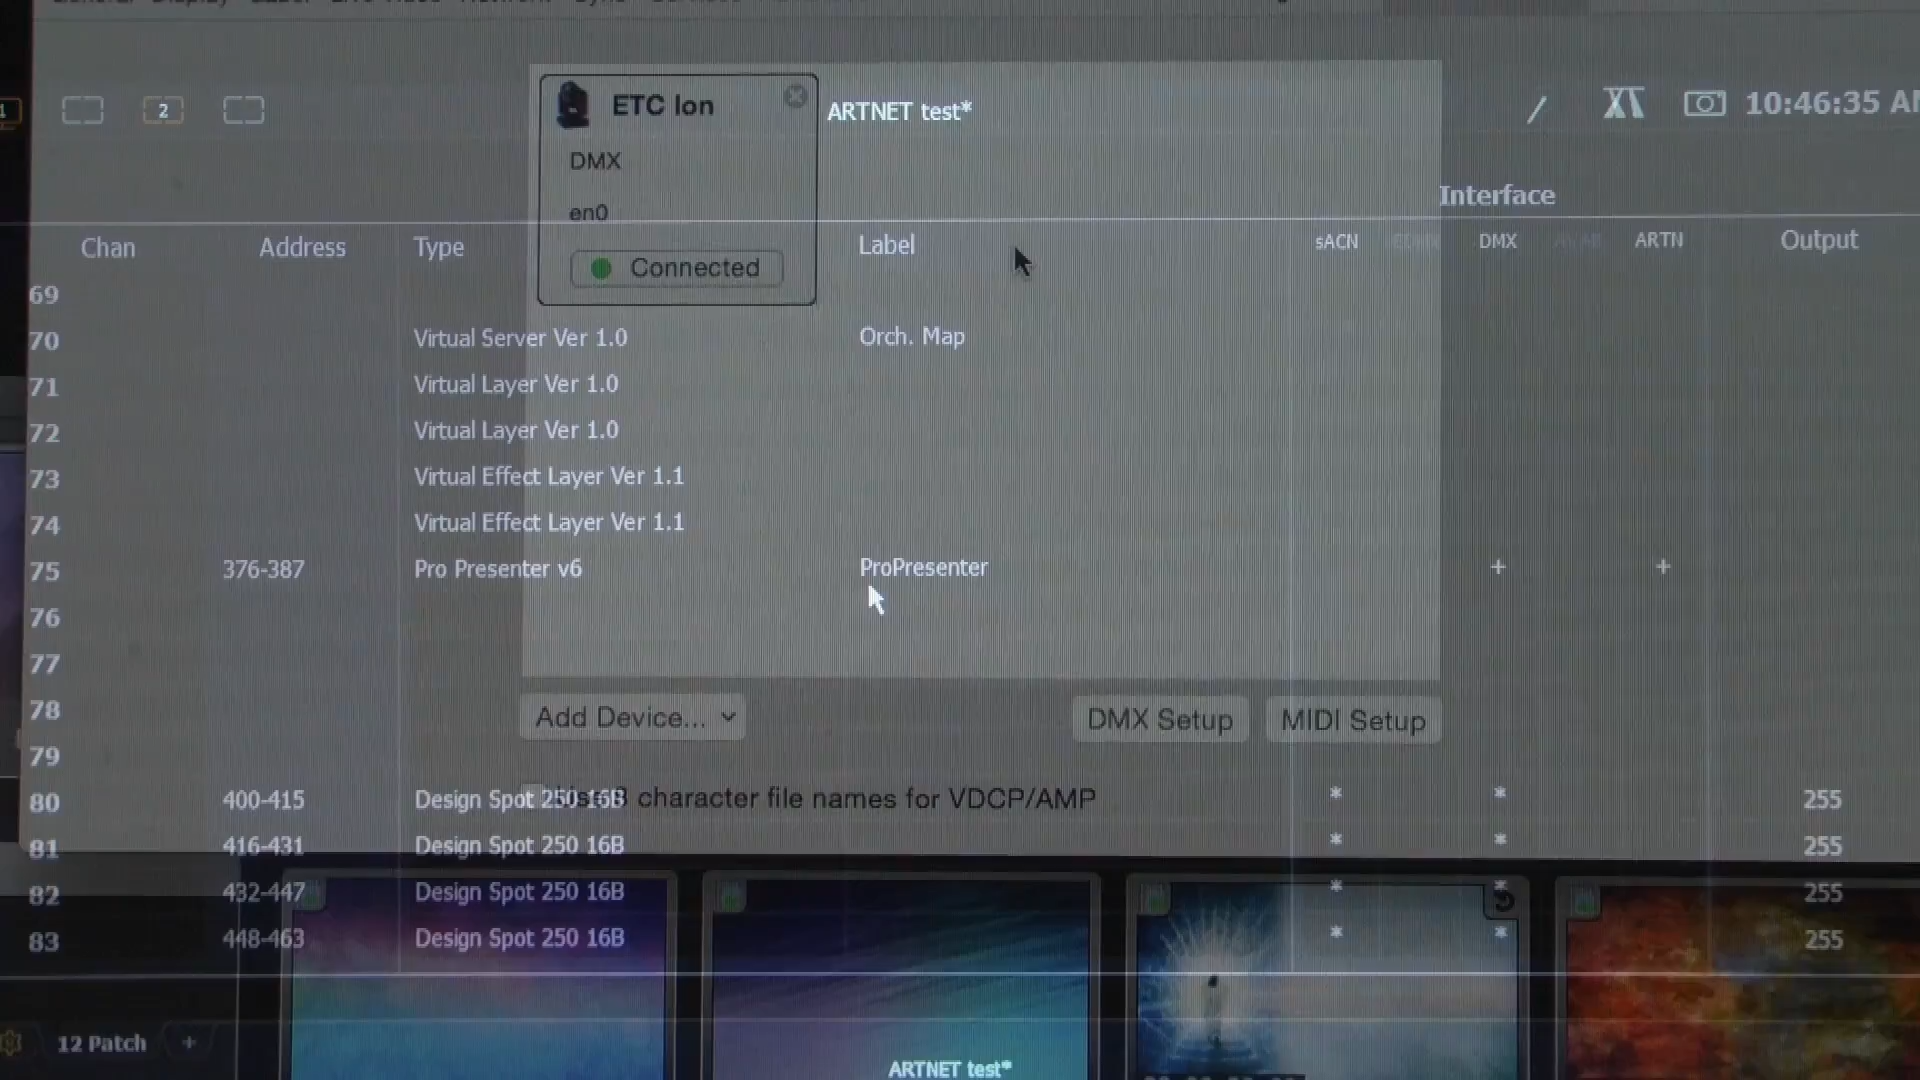 1 2 ETC Ion ARTNET test* 10:46:35 AM
DMX
en0
Interface
Chan Address Type Connected Label sACN EDMX DMX AVAB ARTN Output
69
70 Virtual Server Ver 1.0 Orch. Map
71 Virtual Layer Ver 1.0
72 Virtual Layer Ver 1.0
73 Virtual Effect Layer Ver 1.1
74 Virtual Effect Layer Ver 1.1
75 376-387 Pro Presenter v6 ProPresenter + +
76
77
78 Add Device... DMX Setup MIDI Setup
79
80 400-415 Design Spot 250 16B * * 255
character file names for VDCP/AMP
81 416-431 Design Spot 250 16B * * 255
82 432-447 Design Spot 250 16B * * 255
83 448-463 Design Spot 250 16B * * 255
12 Patch +
ARTNET test*